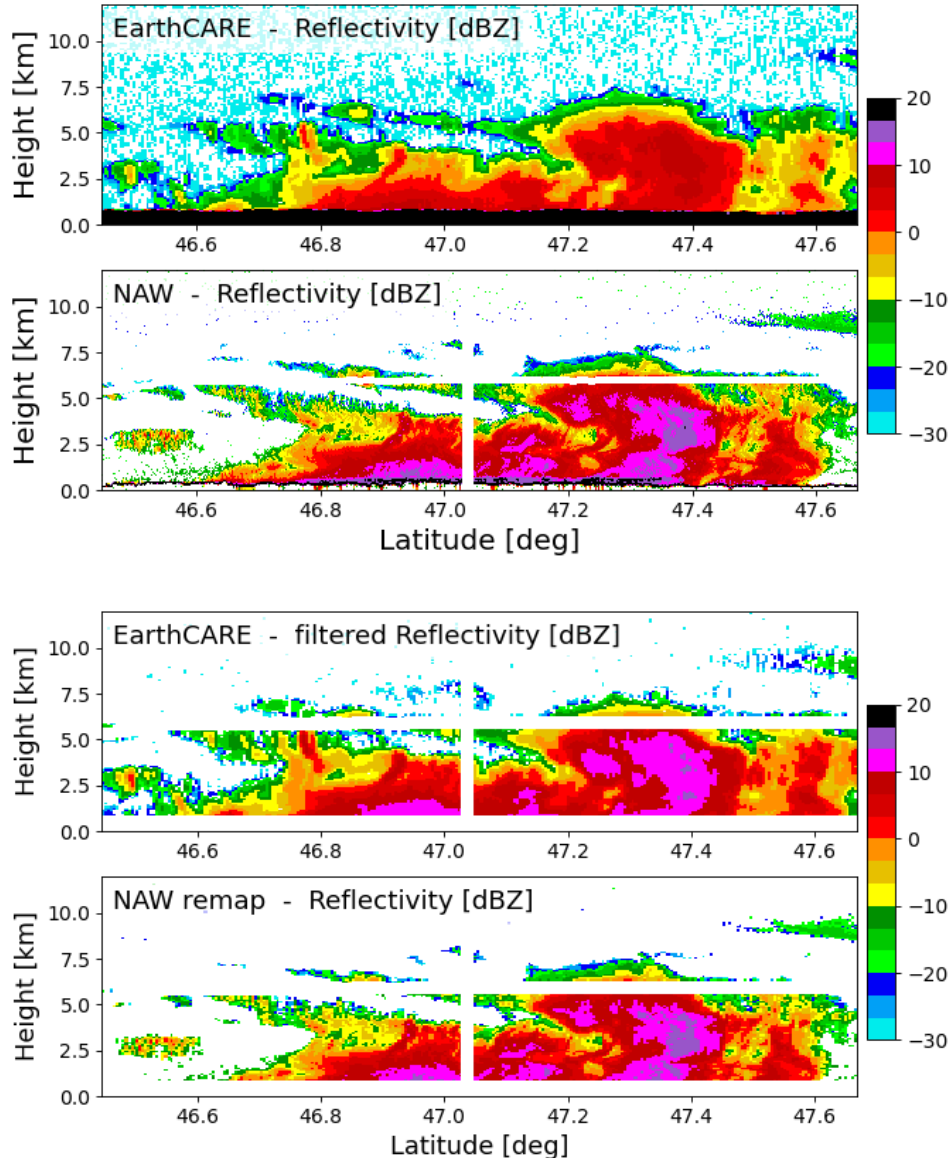 EarthCARE - Reflectivity [dBZ]
Height [km]
10.0
7.5
5.0
2.5
0.0
46.6 46.8 47.0 47.2 47.4 47.6
NAW - Reflectivity [dBZ]
Height [km]
10.0
7.5
5.0
2.5
0.0
46.6 46.8 47.0 47.2 47.4 47.6
Latitude [deg]
20
10
0
−10
−20
−30
EarthCARE - filtered Reflectivity [dBZ]
Height [km]
10.0
7.5
5.0
2.5
0.0
46.6 46.8 47.0 47.2 47.4 47.6
NAW remap - Reflectivity [dBZ]
Height [km]
10.0
7.5
5.0
2.5
0.0
46.6 46.8 47.0 47.2 47.4 47.6
Latitude [deg]
20
10
0
−10
−20
−30